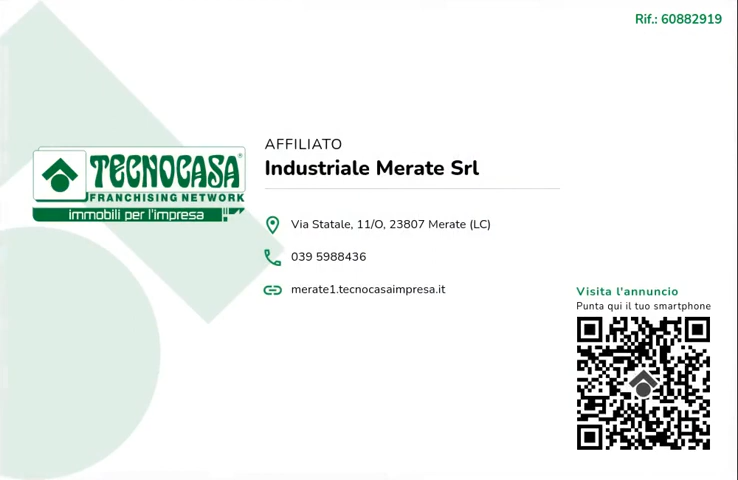 Rif.: 60882919
AFFILIATO
Industriale Merate Srl
TECNOCASA®
FRANCHISING NETWORK
immobili per l'impresa
Via Statale, 11/O, 23807 Merate (LC)
039 5988436
merate1.tecnocasaimpresa.it
Visita l'annuncio
Punta qui il tuo smartphone